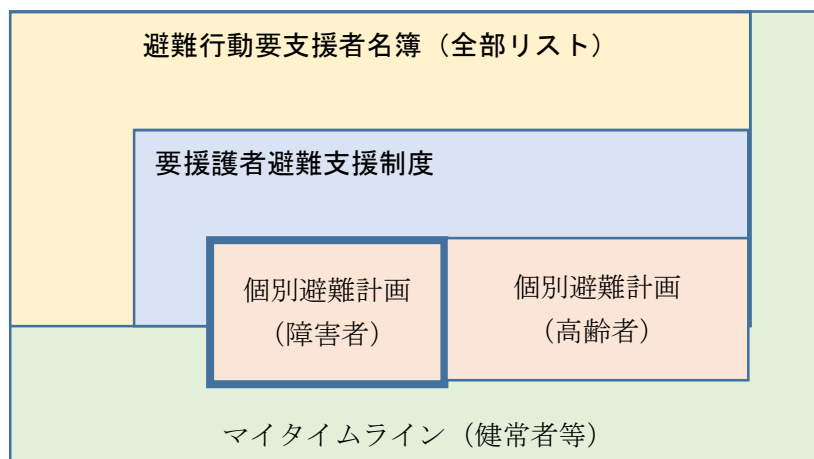 避難行動要支援者名簿（全部リスト）
要援護者避難支援制度
個別避難計画
（障害者）
個別避難計画
（高齢者）
マイタイムライン（健常者等）